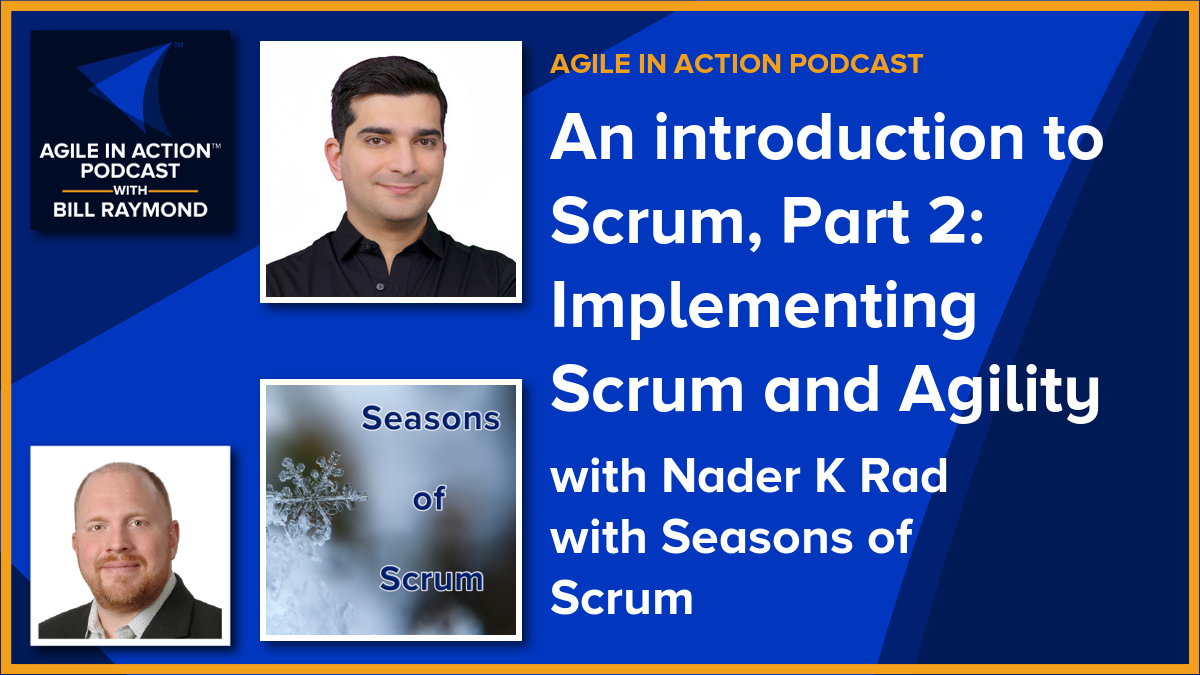 AGILE IN ACTION™
PODCAST
WITH
BILL RAYMOND
TM
Seasons
of
Scrum
AGILE IN ACTION PODCAST
An introduction to
Scrum, Part 2:
Implementing
Scrum and Agility
with Nader K Rad
with Seasons of
Scrum